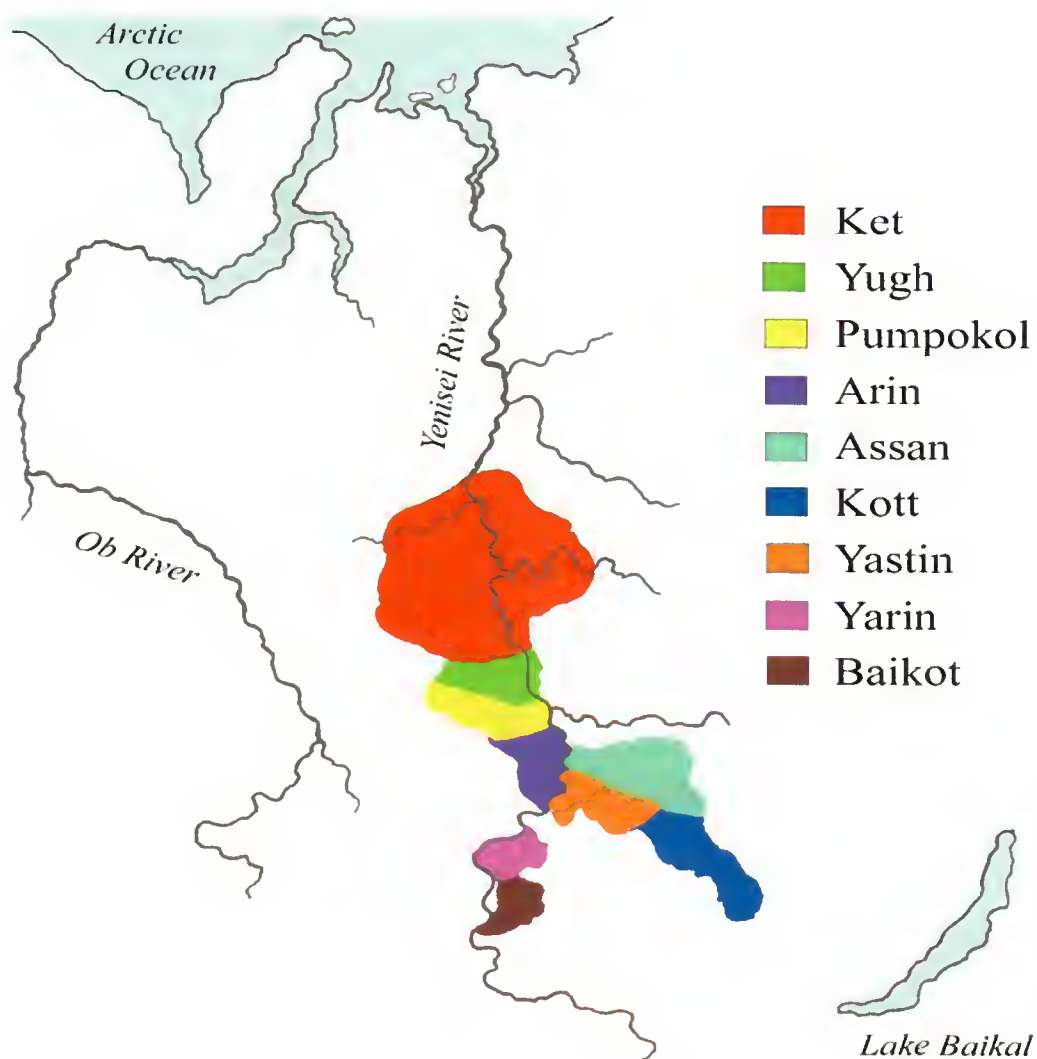 Arctic
Ocean
Ket
Yugh
Pumpokol
Yenisei River
Arin
Assan
Kott
Ob River
Yastin
Yarin
Baikot
Lake Baikal